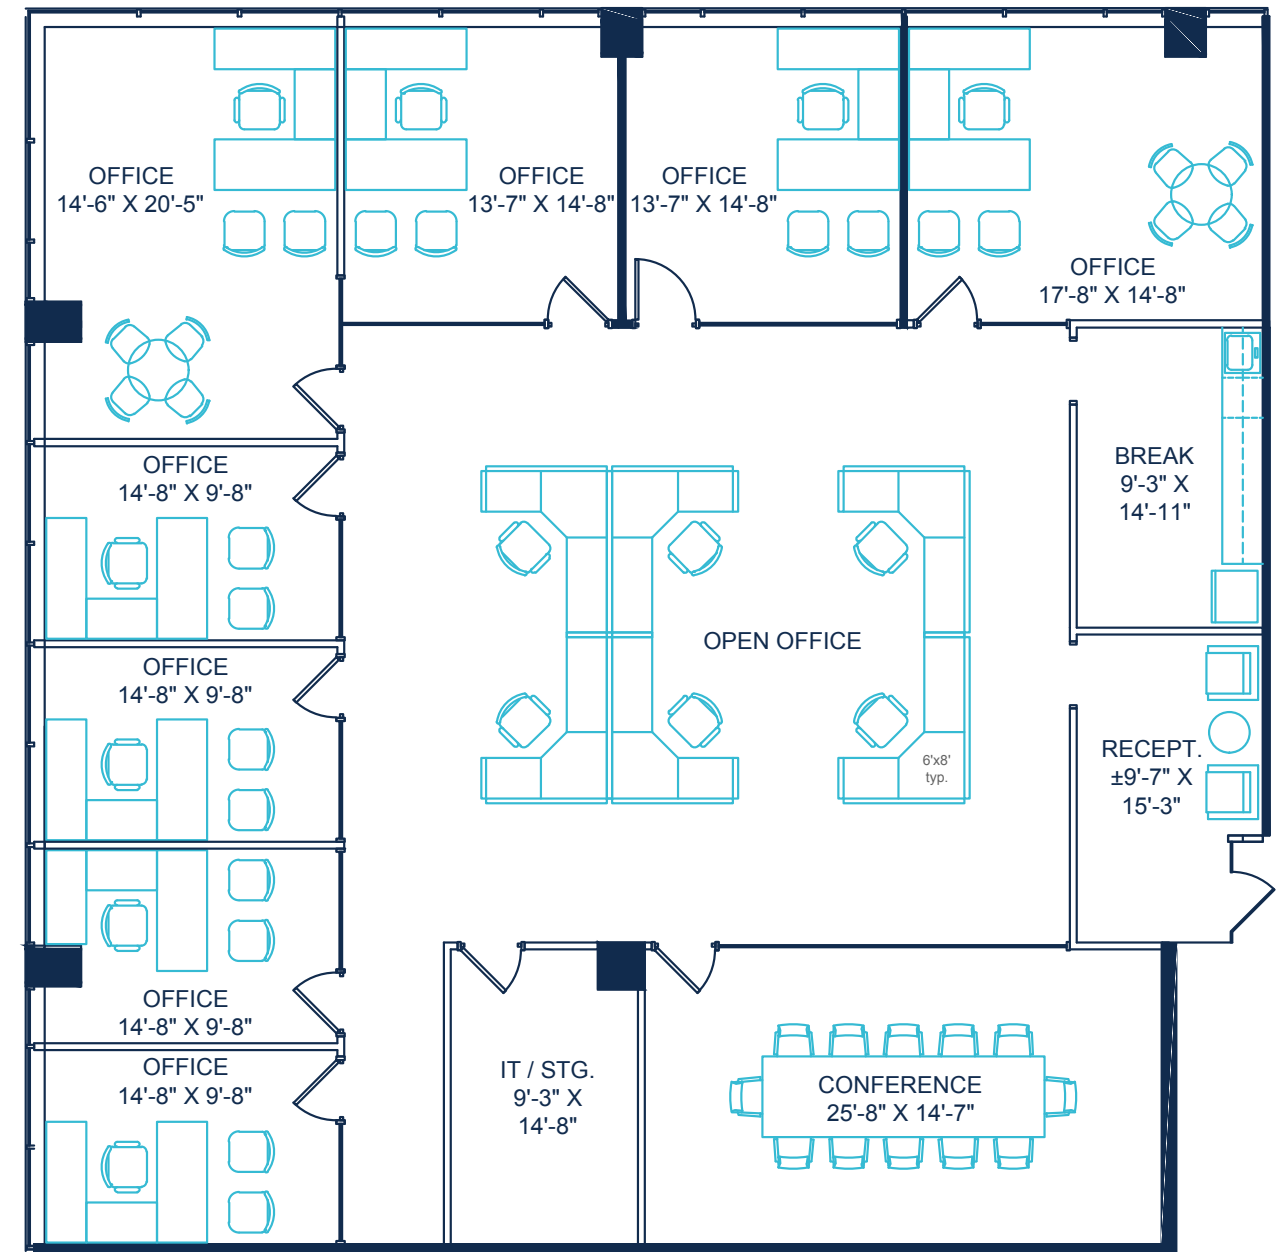 OFFICE
14'-6" X 20'-5"
OFFICE
13'-7" X 14'-8"
OFFICE
13'-7" X 14'-8"
OFFICE
17'-8" X 14'-8"
OFFICE
14'-8" X 9'-8"
BREAK
9'-3" X
14'-11"
OPEN OFFICE
OFFICE
14'-8" X 9'-8"
6'x8'
typ.
RECEPT.
±9'-7" X
15'-3"
OFFICE
14'-8" X 9'-8"
OFFICE
14'-8" X 9'-8"
IT / STG.
9'-3" X
14'-8"
CONFERENCE
25'-8" X 14'-7"